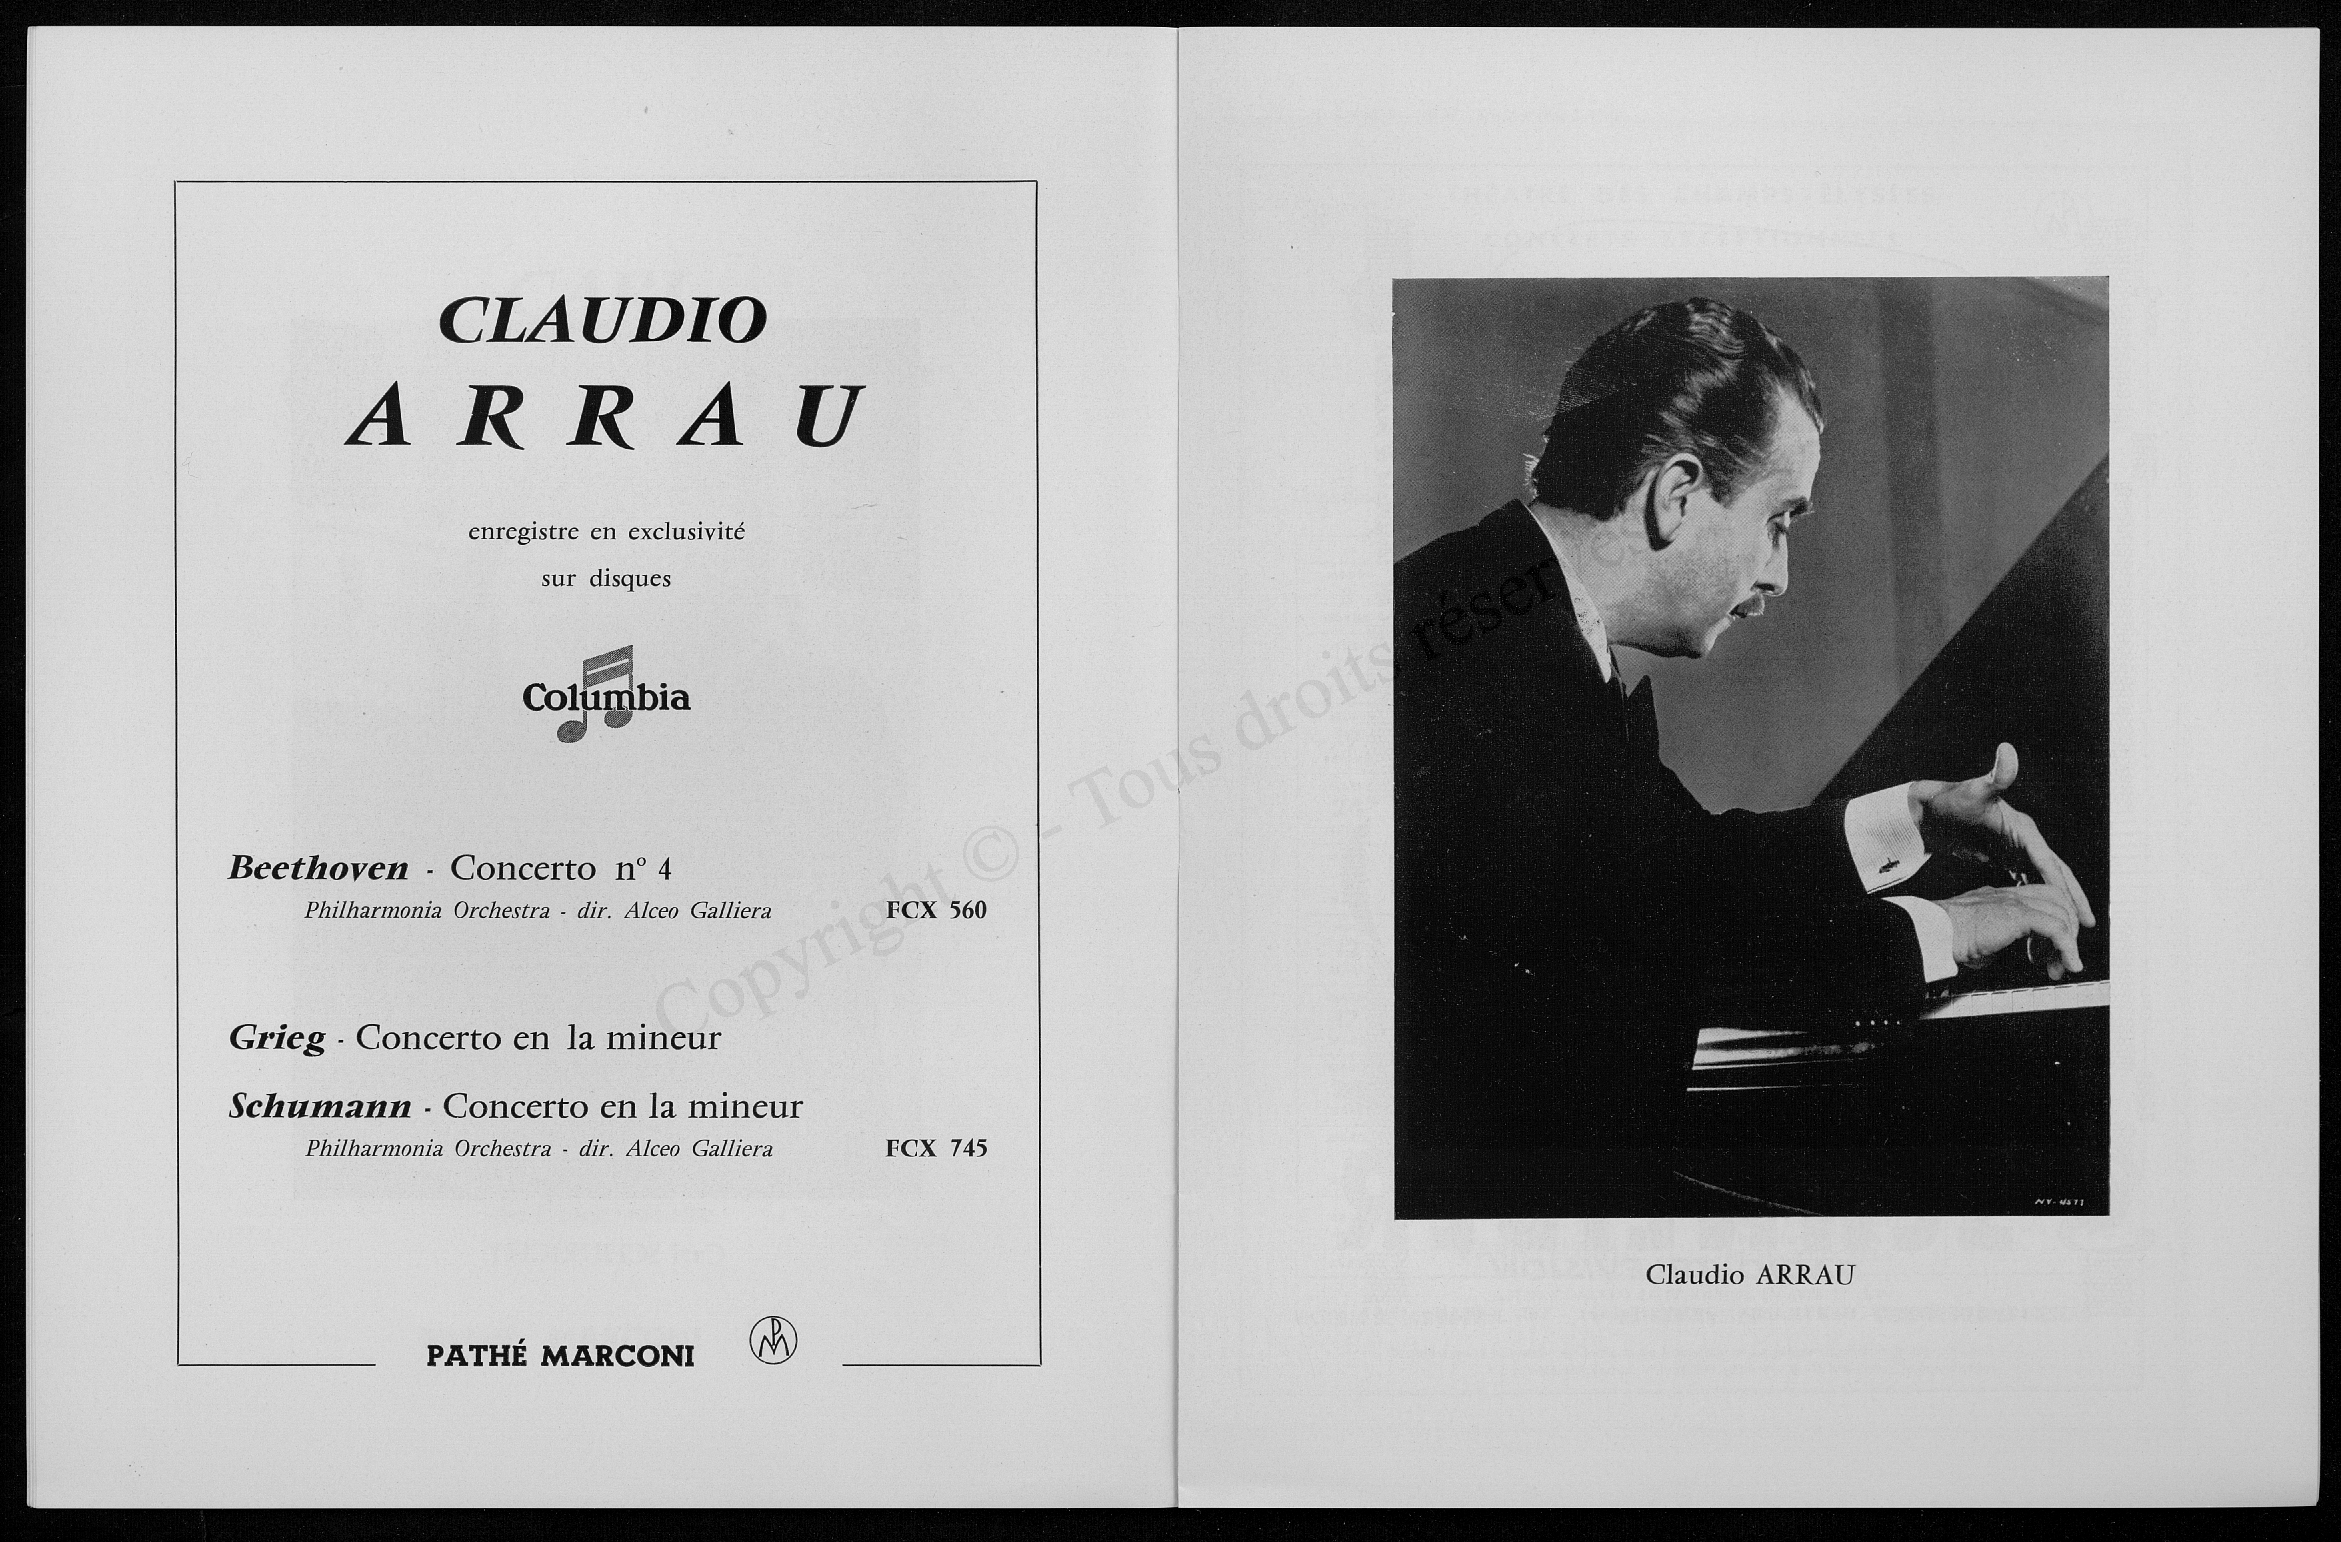 CLAUDIO
ARRAU
enregistre en exclusivité
sur disques
Columbia
Beethoven - Concerto nº 4
Philharmonia Orchestra - dir. Alceo Galliera FCX 560
Grieg - Concerto en la mineur
Schumann - Concerto en la mineur
Philharmonia Orchestra - dir. Alceo Galliera FCX 745
PATHÉ MARCONI
Copyright © - Tous droits réservés
Claudio ARRAU